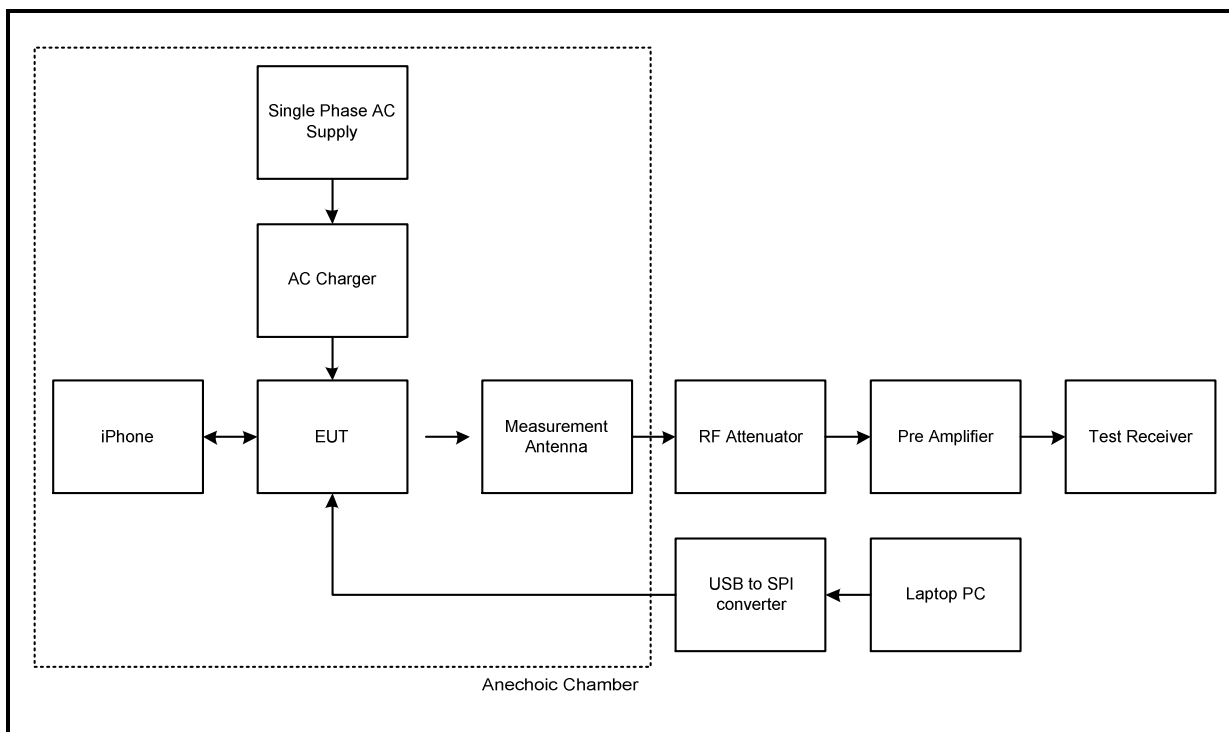 Single Phase AC
Supply
AC Charger
iPhone
EUT
Measurement
Antenna
RF Attenuator
Pre Amplifier
Test Receiver
USB to SPI
converter
Laptop PC
Anechoic Chamber